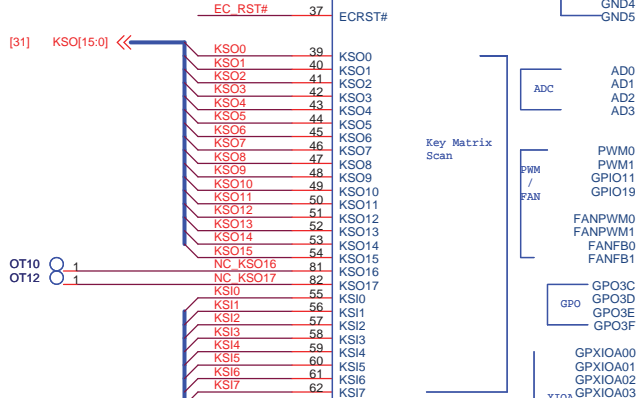 GND4
EC_RST# 37 ECRST# GND5
[31] KSO[15:0]
KSO0 39 KSO0
KSO1 40 KSO1 AD0
KSO2 41 KSO2 ADC AD1
KSO3 42 KSO3 AD2
KSO4 43 KSO4 AD3
KSO5 44 KSO5
KSO6 45 KSO6
KSO7 46 KSO7 Key Matrix PWM0
KSO8 47 KSO8 Scan PWM1
KSO9 48 KSO9 PWM GPIO11
KSO10 49 KSO10 / GPIO19
KSO11 50 KSO11 FAN
KSO12 51 KSO12 FANPWM0
KSO13 52 KSO13 FANPWM1
KSO14 53 KSO14 FANFB0
KSO15 54 KSO15 FANFB1
OT10 1 NC_KSO16 81 KSO16
OT12 1 NC_KSO17 82 KSO17 GPO3C
KSI0 55 KSI0 GPO GPO3D
KSI1 56 KSI1 GPO3E
KSI2 57 KSI2 GPO3F
KSI3 58 KSI3
KSI4 59 KSI4 GPXIOA00
KSI5 60 KSI5 GPXIOA01
KSI6 61 KSI6 GPXIOA02
KSI7 62 KSI7 GPXIOA03